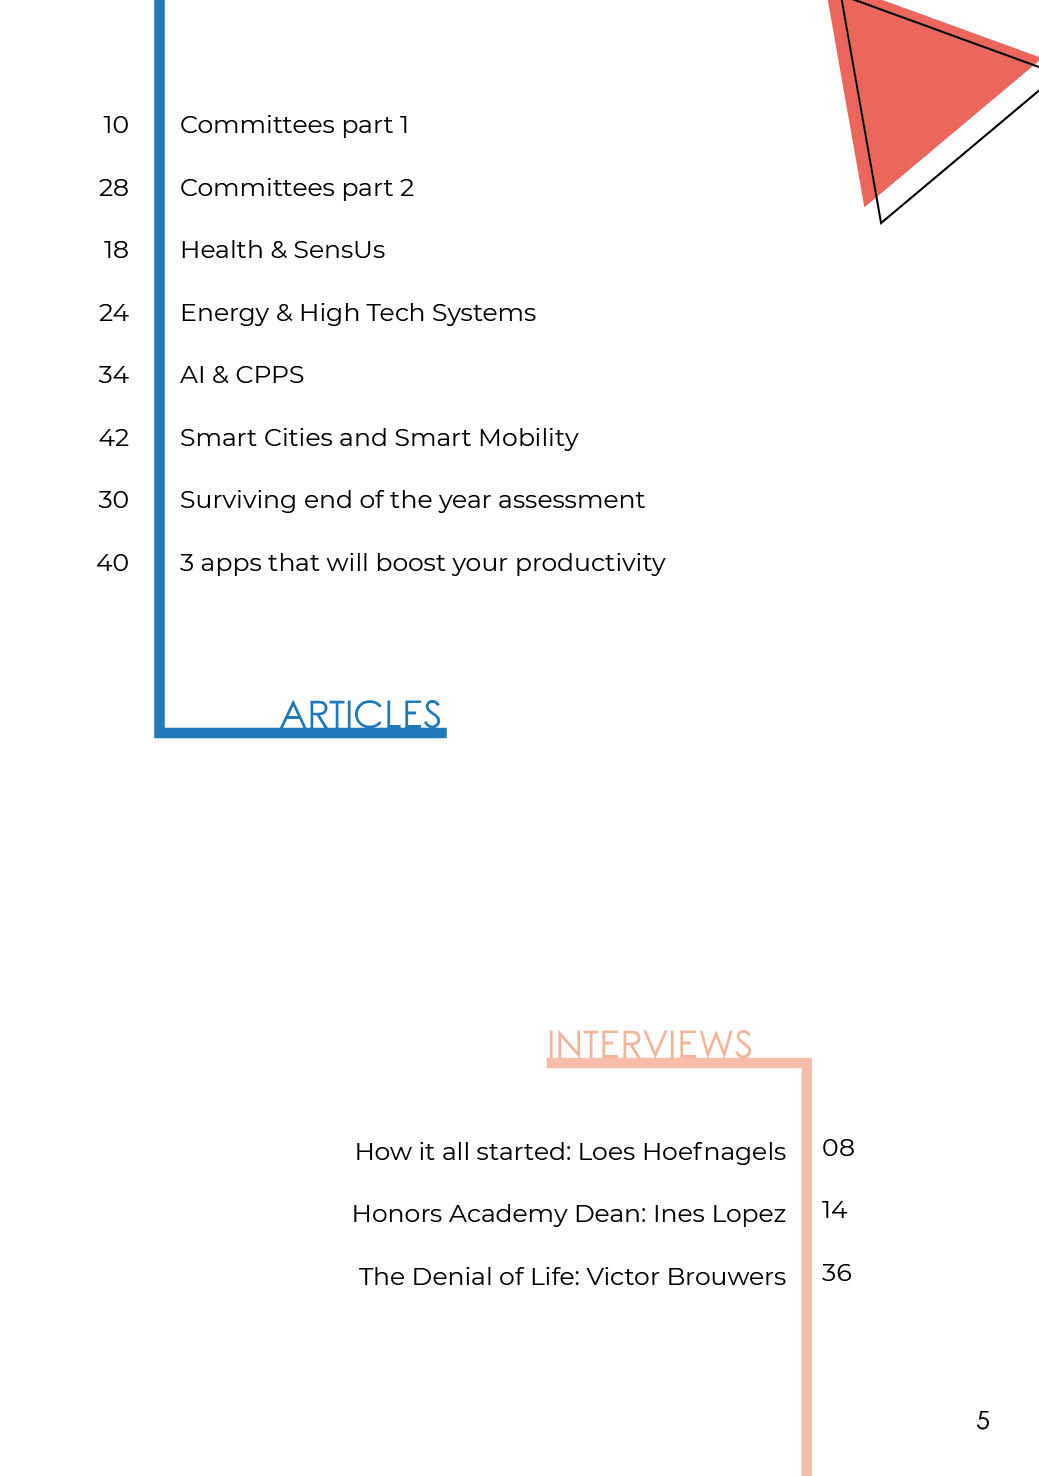 10 Committees part 1
28 Committees part 2
18 Health & SensUs
24 Energy & High Tech Systems
34 AI & CPPS
42 Smart Cities and Smart Mobility
30 Surviving end of the year assessment
40 3 apps that will boost your productivity
ARTICLES
INTERVIEWS
How it all started: Loes Hoefnagels 08
Honors Academy Dean: Ines Lopez 14
The Denial of Life: Victor Brouwers 36
5